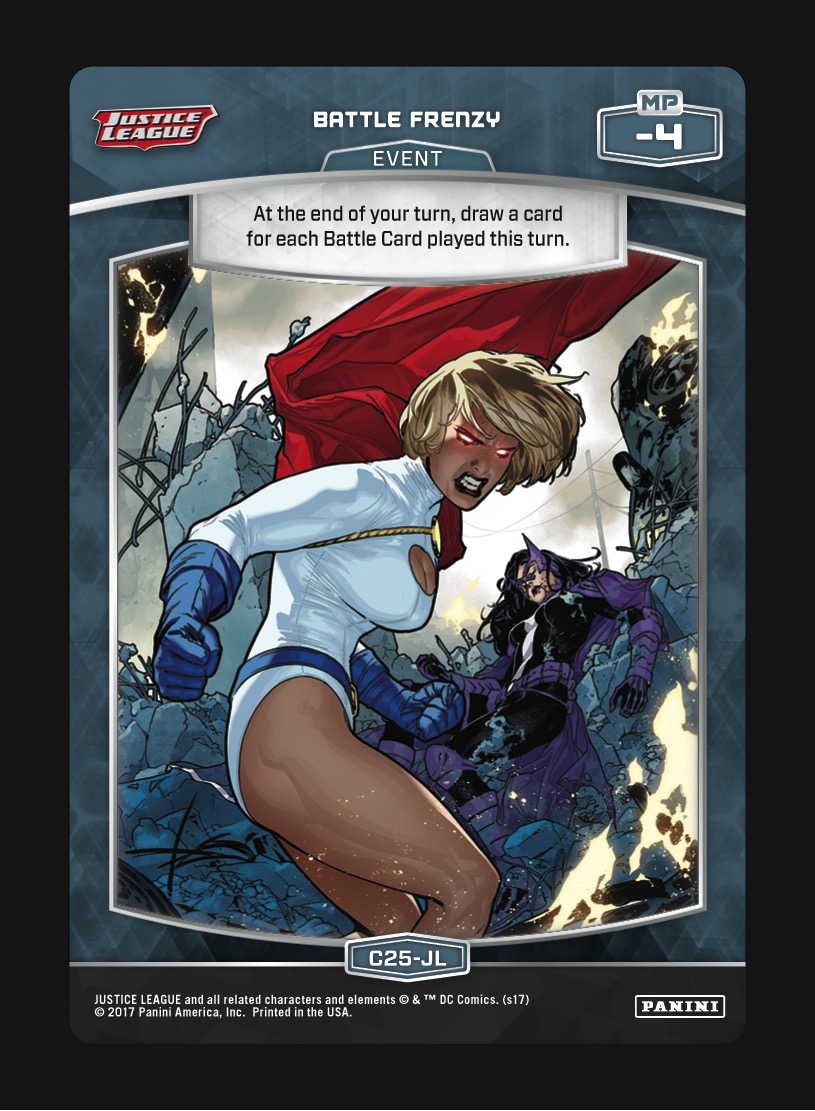 JUSTICE
LEAGUE
BATTLE FRENZY
MP
-4
EVENT
At the end of your turn, draw a card
for each Battle Card played this turn.
C25-JL
JUSTICE LEAGUE and all related characters and elements © & ™ DC Comics. (s17)
© 2017 Panini America, Inc. Printed in the USA.
PANINI